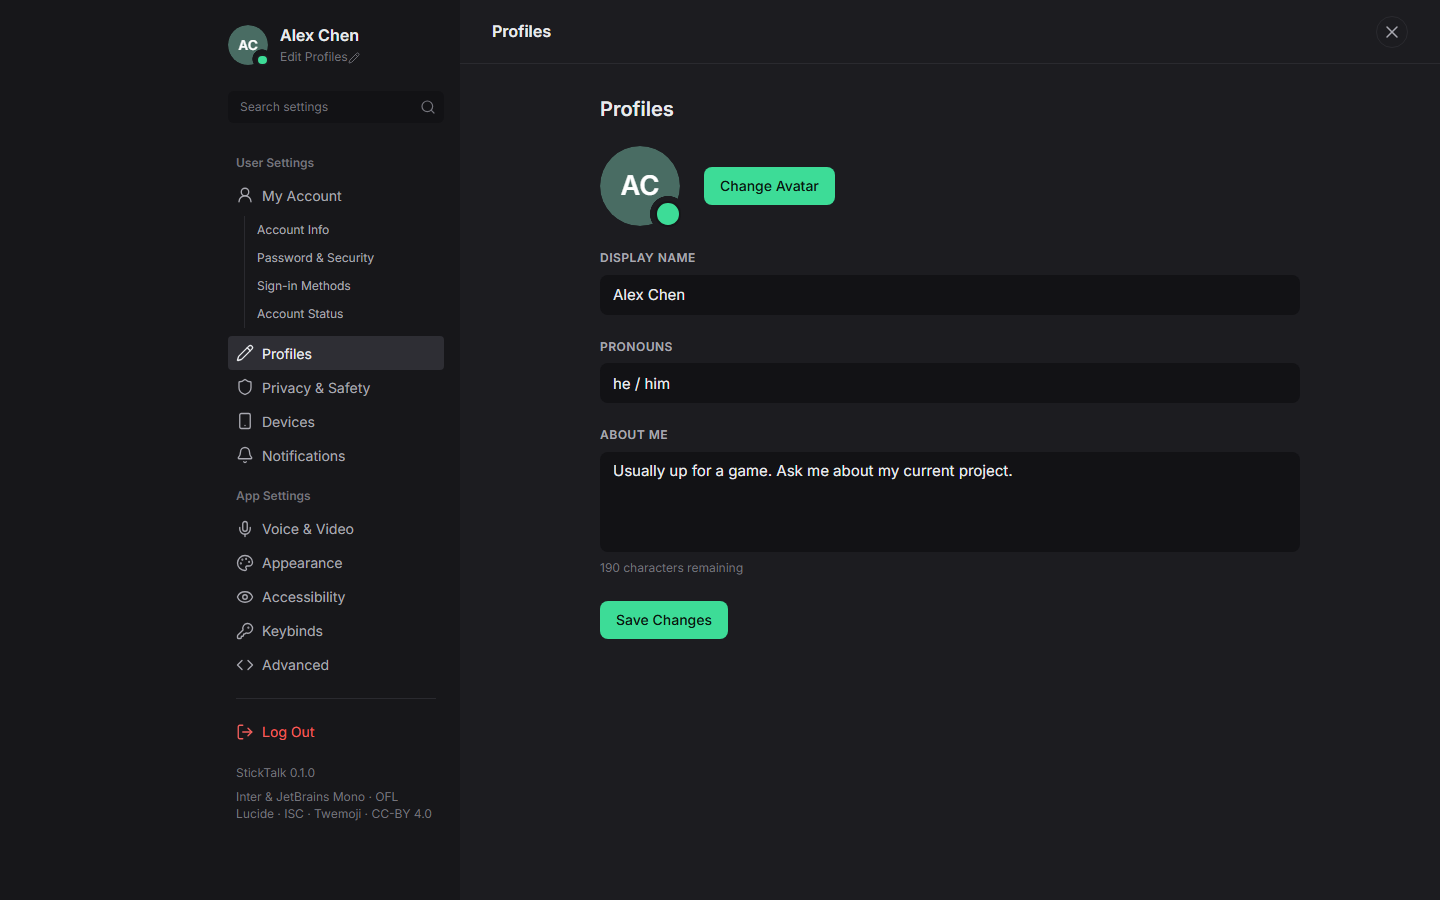 AC
Alex Chen
Edit Profiles
Search settings
User Settings
My Account
Account Info
Password & Security
Sign-in Methods
Account Status
Profiles
Privacy & Safety
Devices
Notifications
App Settings
Voice & Video
Appearance
Accessibility
Keybinds
Advanced
Log Out
StickTalk 0.1.0
Inter & JetBrains Mono · OFL
Lucide · ISC · Twemoji · CC-BY 4.0
Profiles
Profiles
AC
Change Avatar
DISPLAY NAME
Alex Chen
PRONOUNS
he / him
ABOUT ME
Usually up for a game. Ask me about my current project.
190 characters remaining
Save Changes